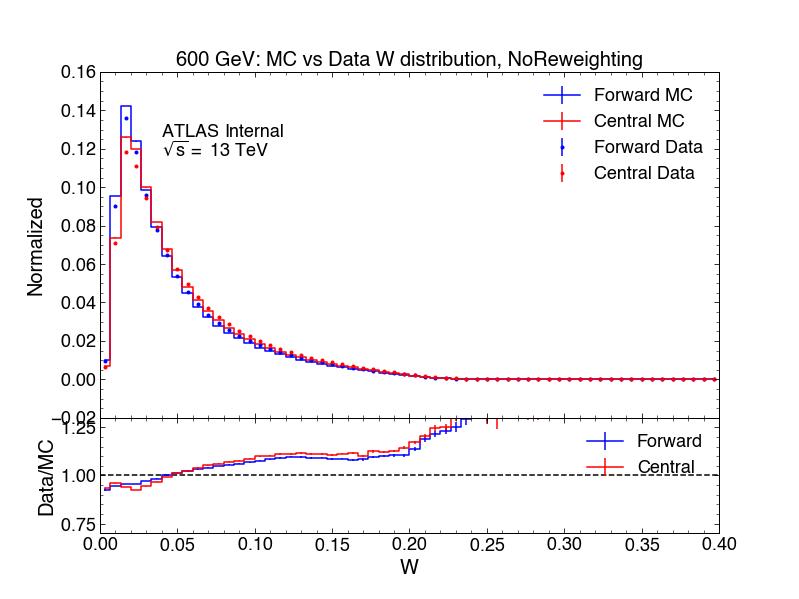 600 GeV: MC vs Data W distribution, NoReweighting
0.16
0.14
0.12
0.10
0.08
0.06
0.04
0.02
0.00
−0.02
Normalized
ATLAS Internal
√s = 13 TeV
Forward MC
Central MC
Forward Data
Central Data
1.25
1.00
0.75
Data/MC
Forward
Central
0.00 0.05 0.10 0.15 0.20 0.25 0.30 0.35 0.40
W